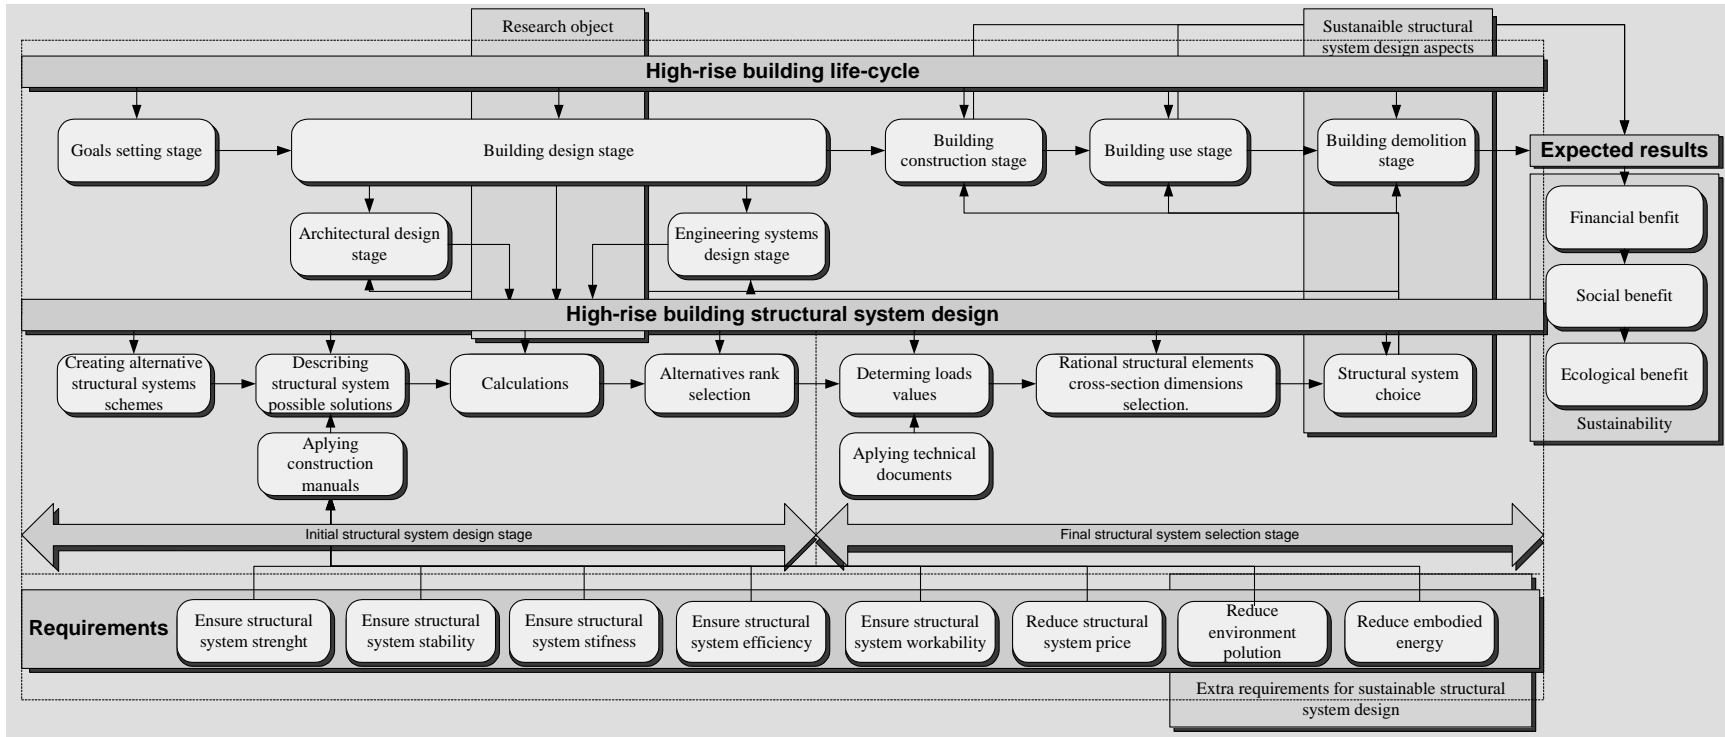 Research object
Sustanaible structural
system design aspects
High-rise building life-cycle
Goals setting stage
Building design stage
Building
construction stage
Building use stage
Building demolition
stage
Expected results
Architectural design
stage
Engineering systems
design stage
Financial benfit
Social benefit
Ecological benefit
Sustainability
High-rise building structural system design
Creating alternative
structural systems
schemes
Describing
structural system
possible solutions
Calculations
Alternatives rank
selection
Determing loads
values
Rational structural elements
cross-section dimensions
selection.
Structural system
choice
Aplying
construction
manuals
Aplying technical
documents
Initial structural system design stage
Final structural system selection stage
Requirements
Ensure structural
system strenght
Ensure structural
system stability
Ensure structural
system stifness
Ensure structural
system efficiency
Ensure structural
system workability
Reduce structural
system price
Reduce
environment
polution
Reduce embodied
energy
Extra requirements for sustainable structural
system design